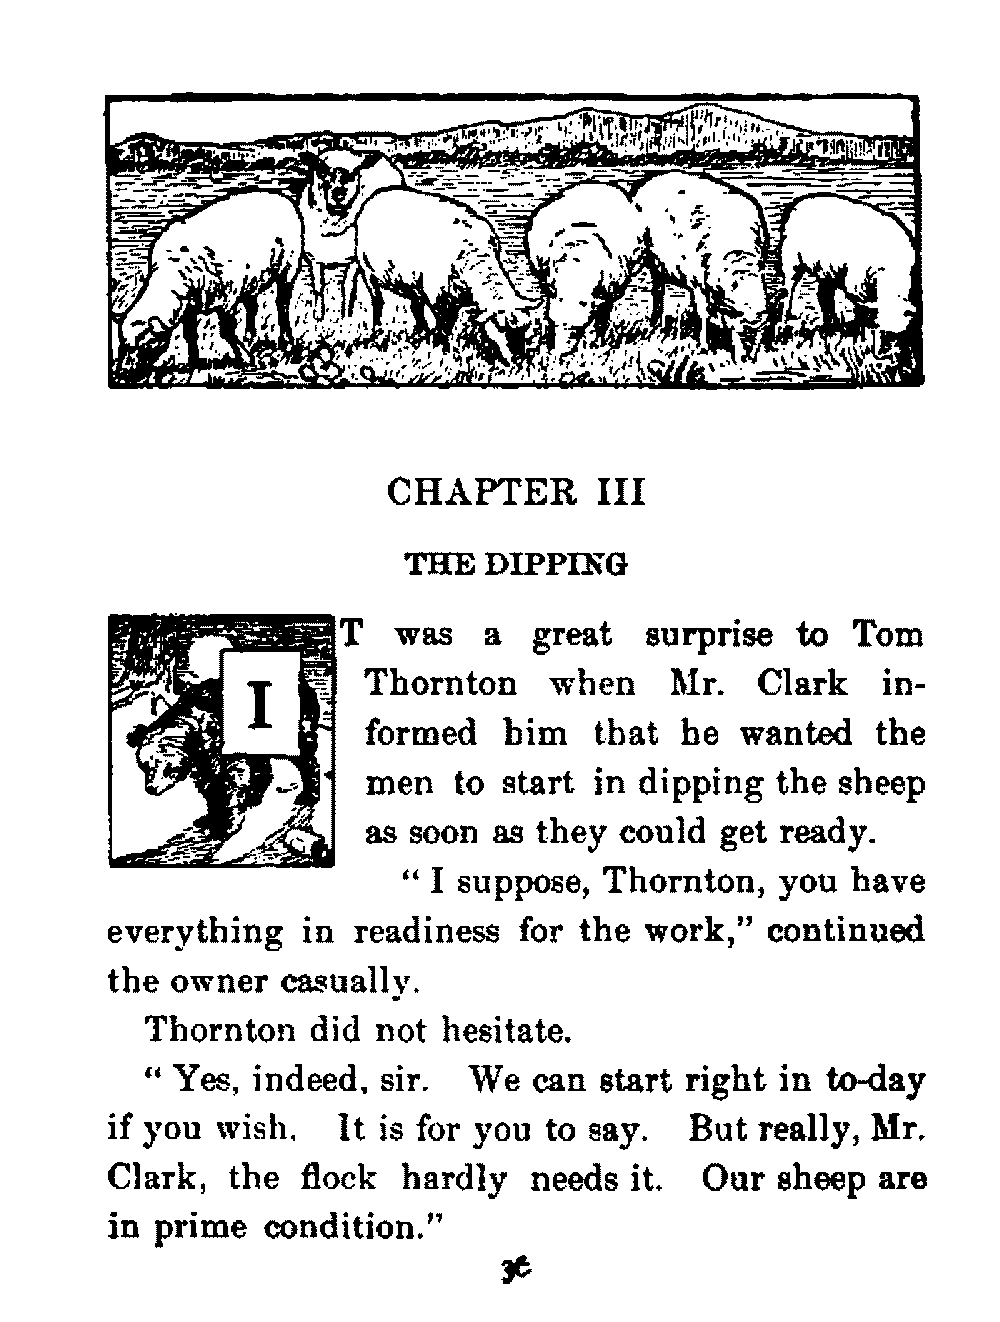 CHAPTER III
THE DIPPING
IT was a great surprise to Tom
Thornton when Mr. Clark in-
formed him that he wanted the
men to start in dipping the sheep
as soon as they could get ready.
“ I suppose, Thornton, you have
everything in readiness for the work,” continued
the owner casually.
Thornton did not hesitate.
“ Yes, indeed, sir. We can start right in to-day
if you wish. It is for you to say. But really, Mr.
Clark, the flock hardly needs it. Our sheep are
in prime condition.”